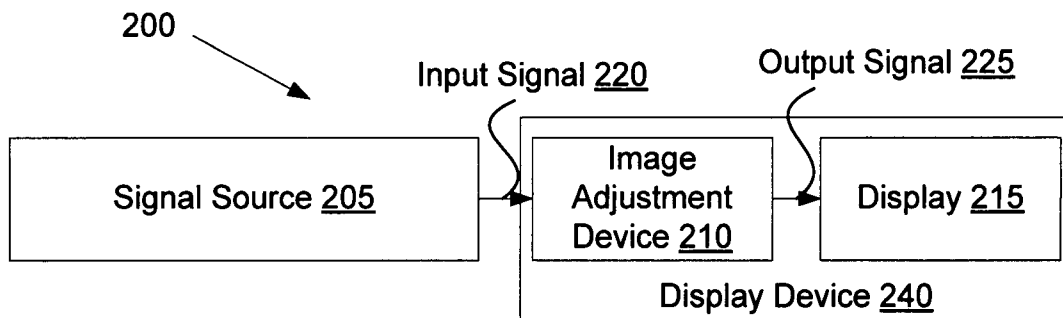 200
Input Signal 220
Output Signal 225
Signal Source 205
Image
Adjustment
Device 210
Display 215
Display Device 240